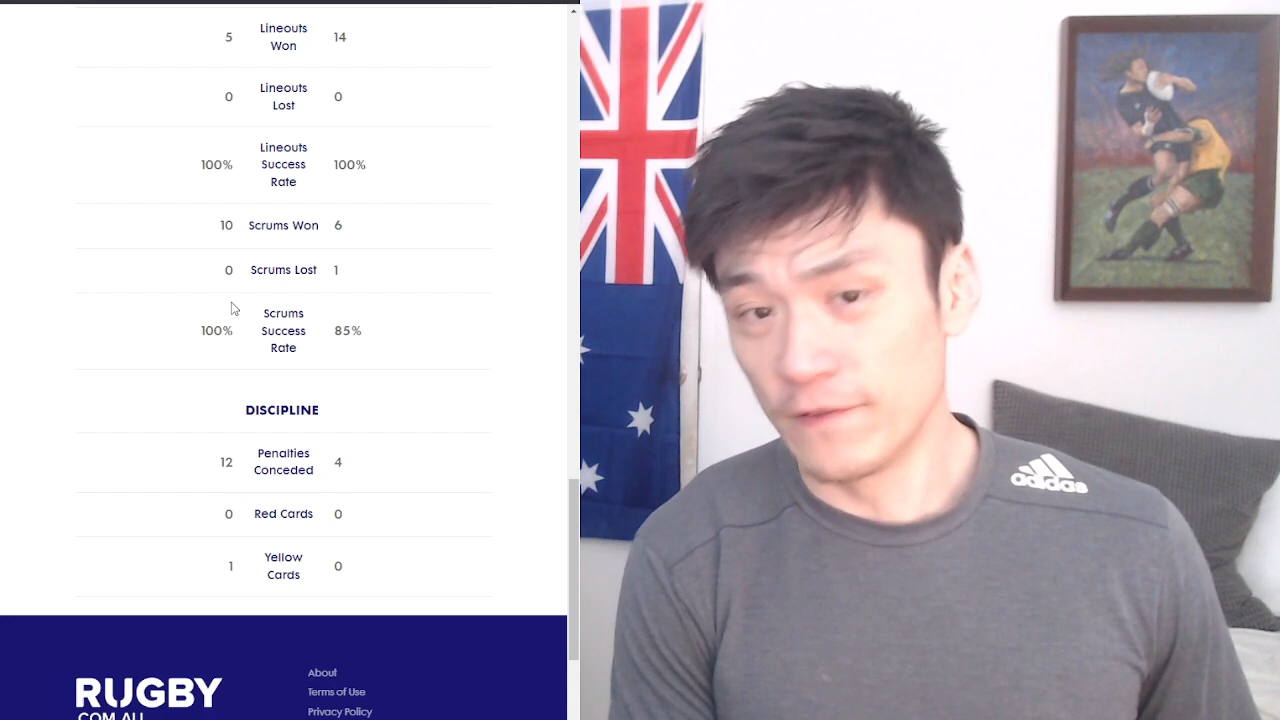 5 Lineouts Won 14
0 Lineouts Lost 0
100% Lineouts Success Rate 100%
10 Scrums Won 6
0 Scrums Lost 1
100% Scrums Success Rate 85%
DISCIPLINE
12 Penalties Conceded 4
0 Red Cards 0
1 Yellow Cards 0
RUGBY
COM.AU
About
Terms of Use
Privacy Policy
adidas